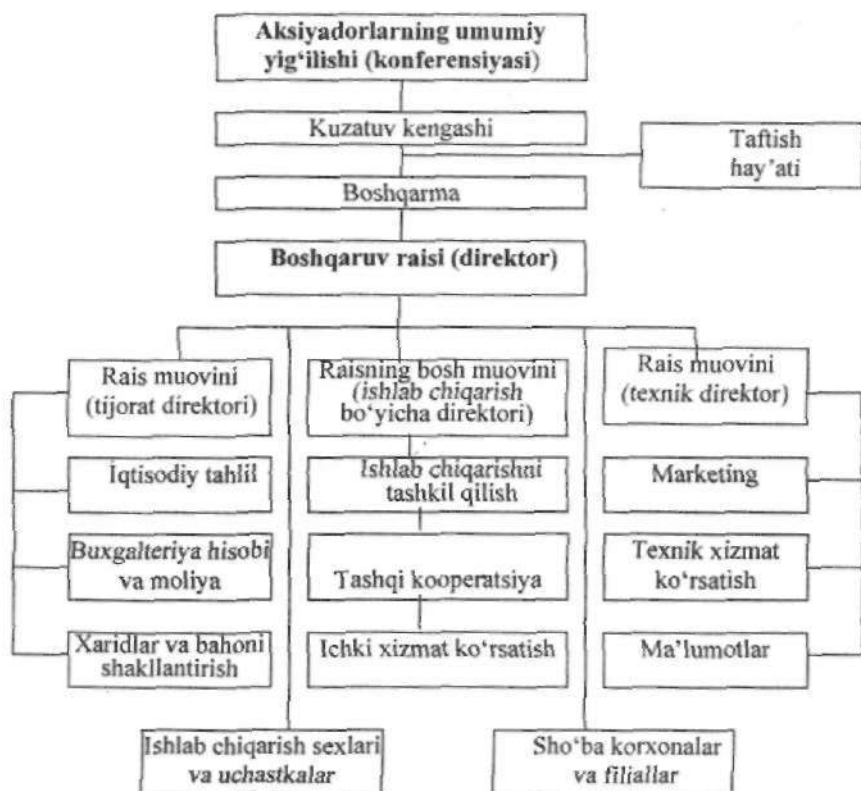 Aksiyadorlarning umumiy
yig‘ilishi (konferensiyasi)
Kuzatuv kengashi
Taftish
hay’ati
Boshqarma
Boshqaruv raisi (direktor)
Rais muovini
(tijorat direktori)
Raisning bosh muovini
(ishlab chiqarish
bo‘yicha direktori)
Rais muovini
(texnik direktor)
Iqtisodiy tahlil
Ishlab chiqarishni
tashkil qilish
Marketing
Buxgalteriya hisobi
va moliya
Tashqi kooperatsiya
Texnik xizmat
ko‘rsatish
Xaridlar va bahoni
shakllantirish
Ichki xizmat ko‘rsatish
Ma’lumotlar
Ishlab chiqarish sexlari
va uchastkalar
Sho‘ba korxonalar
va filiallar